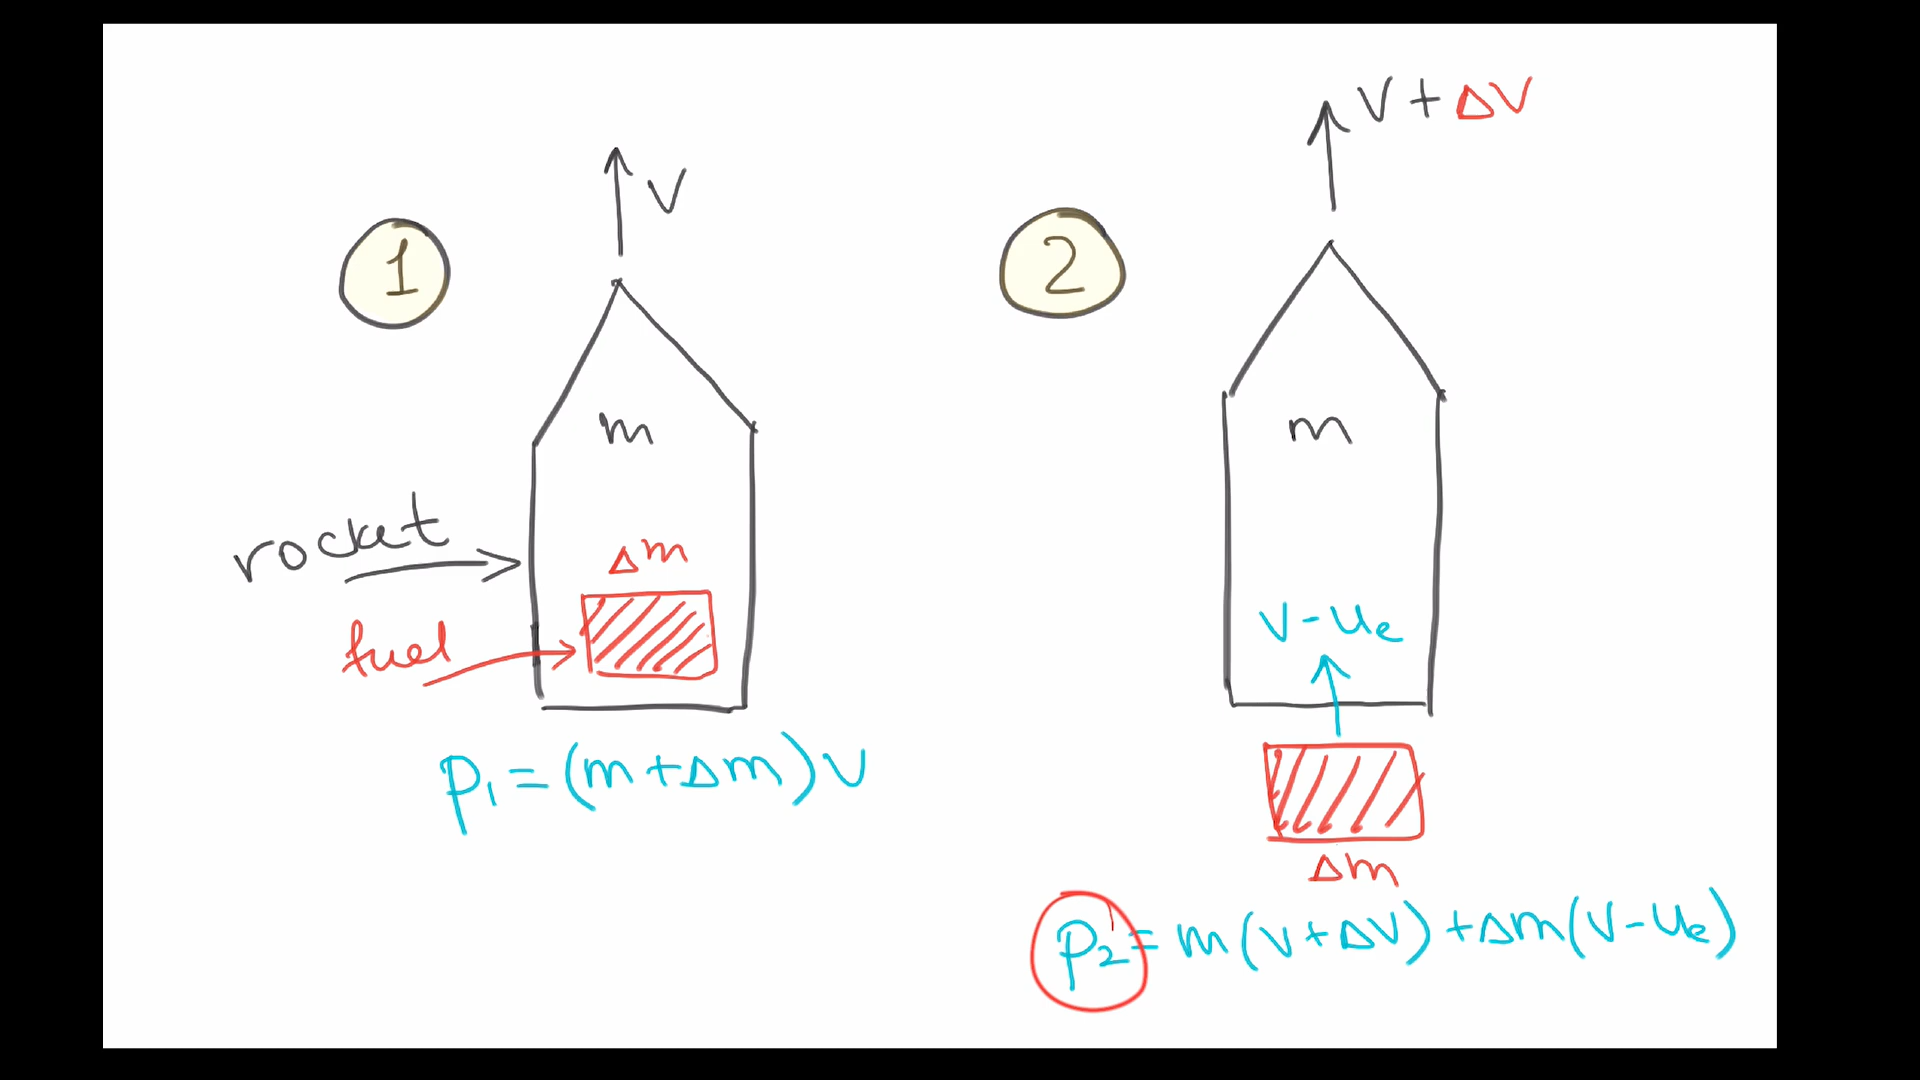 1
V
m
rocket
Δm
fuel
p₁ = (m+Δm)v
2
V + ΔV
m
V-uₑ
Δm
p₂ = m(v+ΔV)+Δm(V-uₑ)